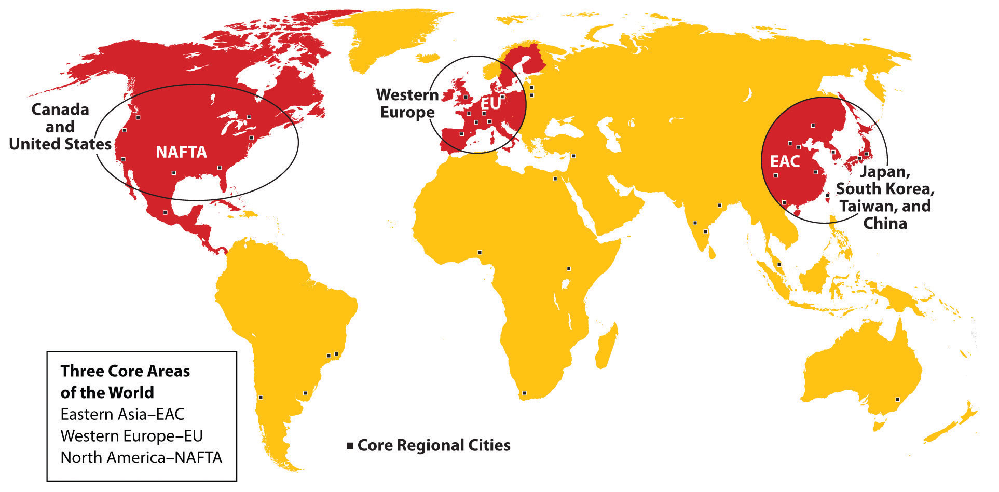 Canada
and
United States
NAFTA
Western
Europe
EU
EAC
Japan,
South Korea,
Taiwan, and
China
Three Core Areas
of the World
Eastern Asia–EAC
Western Europe–EU
North America–NAFTA
Core Regional Cities